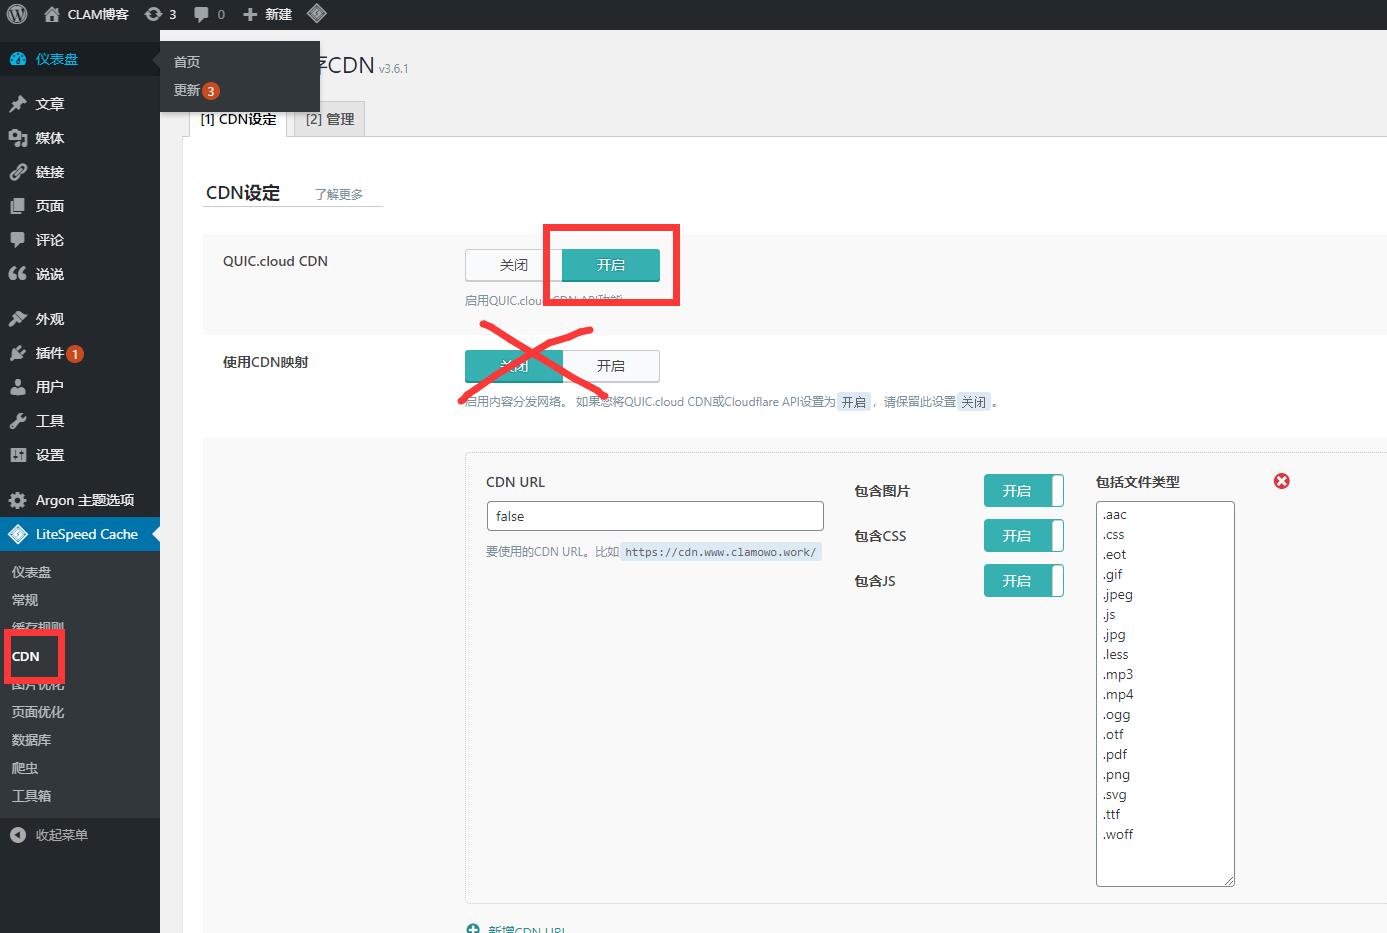 CLAM博客 3 0 新建
仪表盘
首页
更新 3
文章
媒体
链接
页面
评论
说说
外观
插件 1
用户
工具
设置
Argon 主题选项
LiteSpeed Cache
仪表盘
常规
缓存规则
CDN
图片优化
页面优化
数据库
爬虫
工具箱
收起菜单
CDN v3.6.1
[1] CDN设定 [2] 管理
CDN设定 了解更多
QUIC.cloud CDN
关闭 开启
启用QUIC.cloud CDN API功能
使用CDN映射
关闭 开启
启用内容分发网络。 如果您将QUIC.cloud CDN或Cloudflare API设置为 开启 ，请保留此设置 关闭 。
CDN URL
false
要使用的CDN URL。比如 https://cdn.www.clamowo.work/
包含图片 开启
包含CSS 开启
包含JS 开启
包括文件类型
.aac
.css
.eot
.gif
.jpeg
.js
.jpg
.less
.mp3
.mp4
.ogg
.otf
.pdf
.png
.svg
.ttf
.woff
新增CDN URL